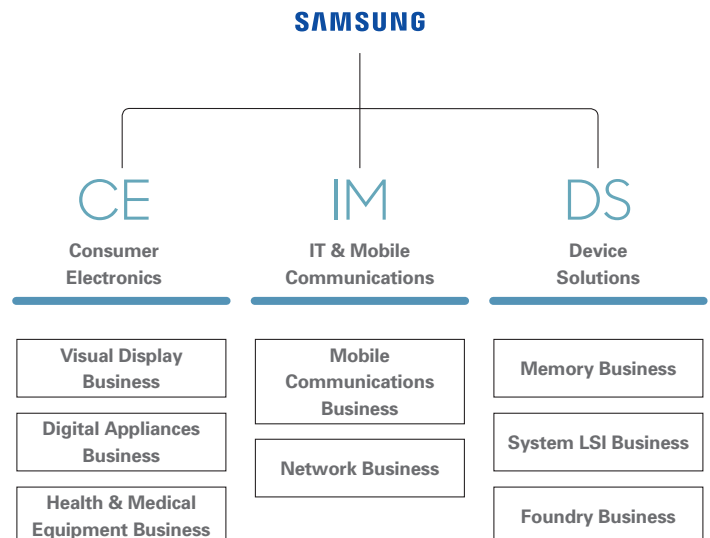 SAMSUNG
CE
Consumer
Electronics
IM
IT & Mobile
Communications
DS
Device
Solutions
Visual Display
Business
Digital Appliances
Business
Health & Medical
Equipment Business
Mobile
Communications
Business
Network Business
Memory Business
System LSI Business
Foundry Business